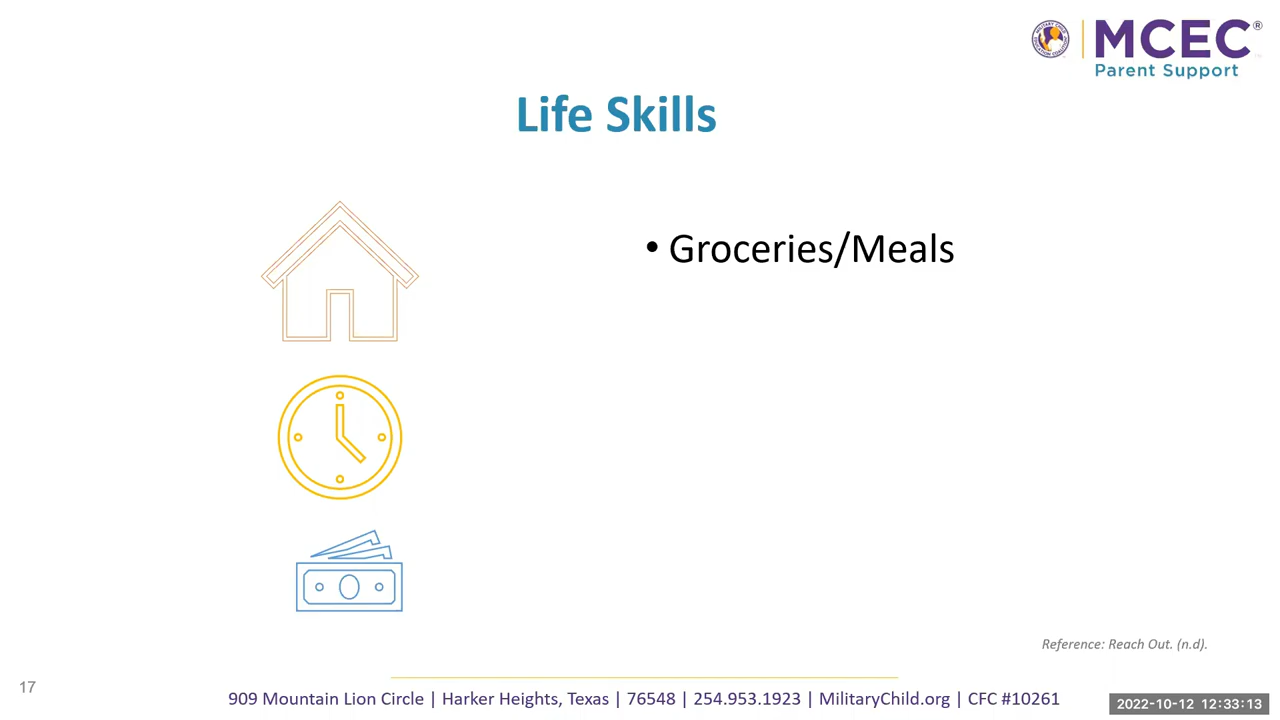 MCEC®
Parent Support
Life Skills
• Groceries/Meals
Reference: Reach Out. (n.d).
17
909 Mountain Lion Circle | Harker Heights, Texas | 76548 | 254.953.1923 | MilitaryChild.org | CFC #10261
2022-10-12 12:33:13